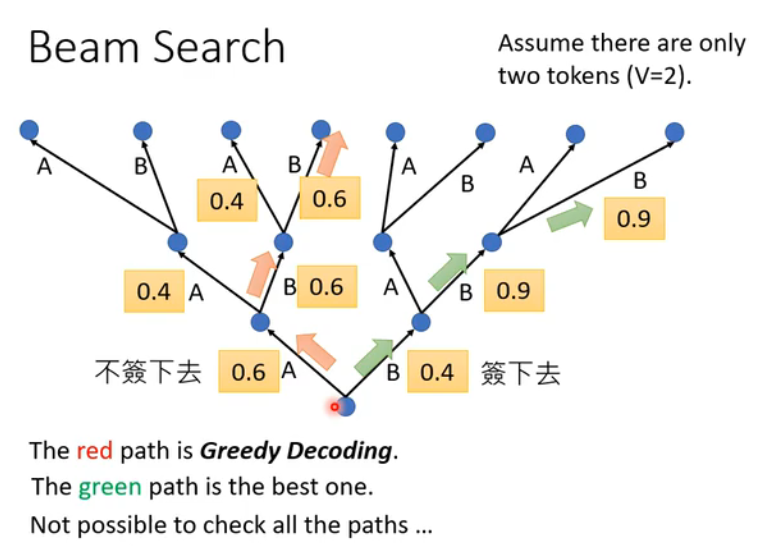 Beam Search
Assume there are only
two tokens (V=2).
A B A B A B A B
0.4 0.6 0.9
0.4 A B 0.6 A B 0.9
不簽下去 0.6 A B 0.4 簽下去
The red path is Greedy Decoding.
The green path is the best one.
Not possible to check all the paths …